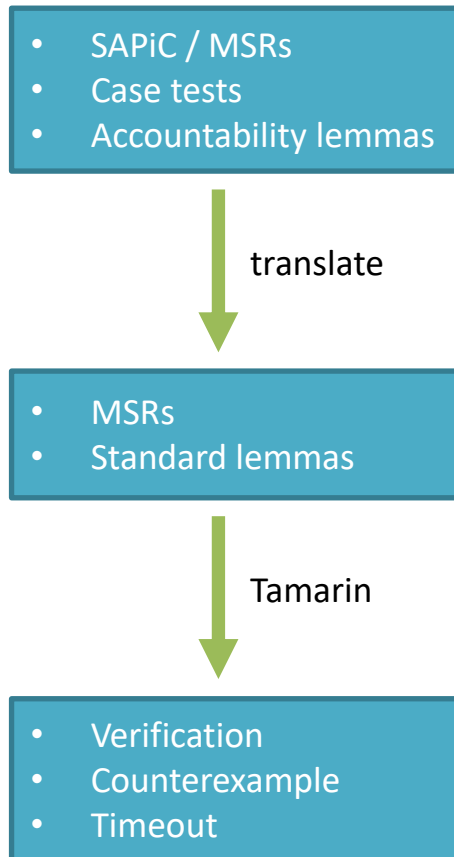 • SAPiC / MSRs
• Case tests
• Accountability lemmas
translate
• MSRs
• Standard lemmas
Tamarin
• Verification
• Counterexample
• Timeout